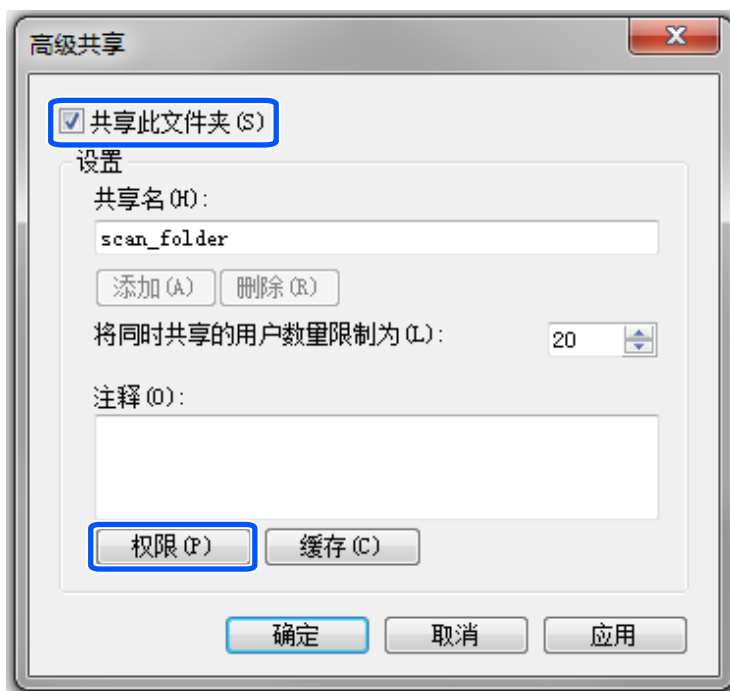 高级共享
共享此文件夹(S)
设置
共享名(H):
scan_folder
添加(A) 删除(R)
将同时共享的用户数量限制为(L): 20
注释(O):
权限(P) 缓存(C)
确定 取消 应用